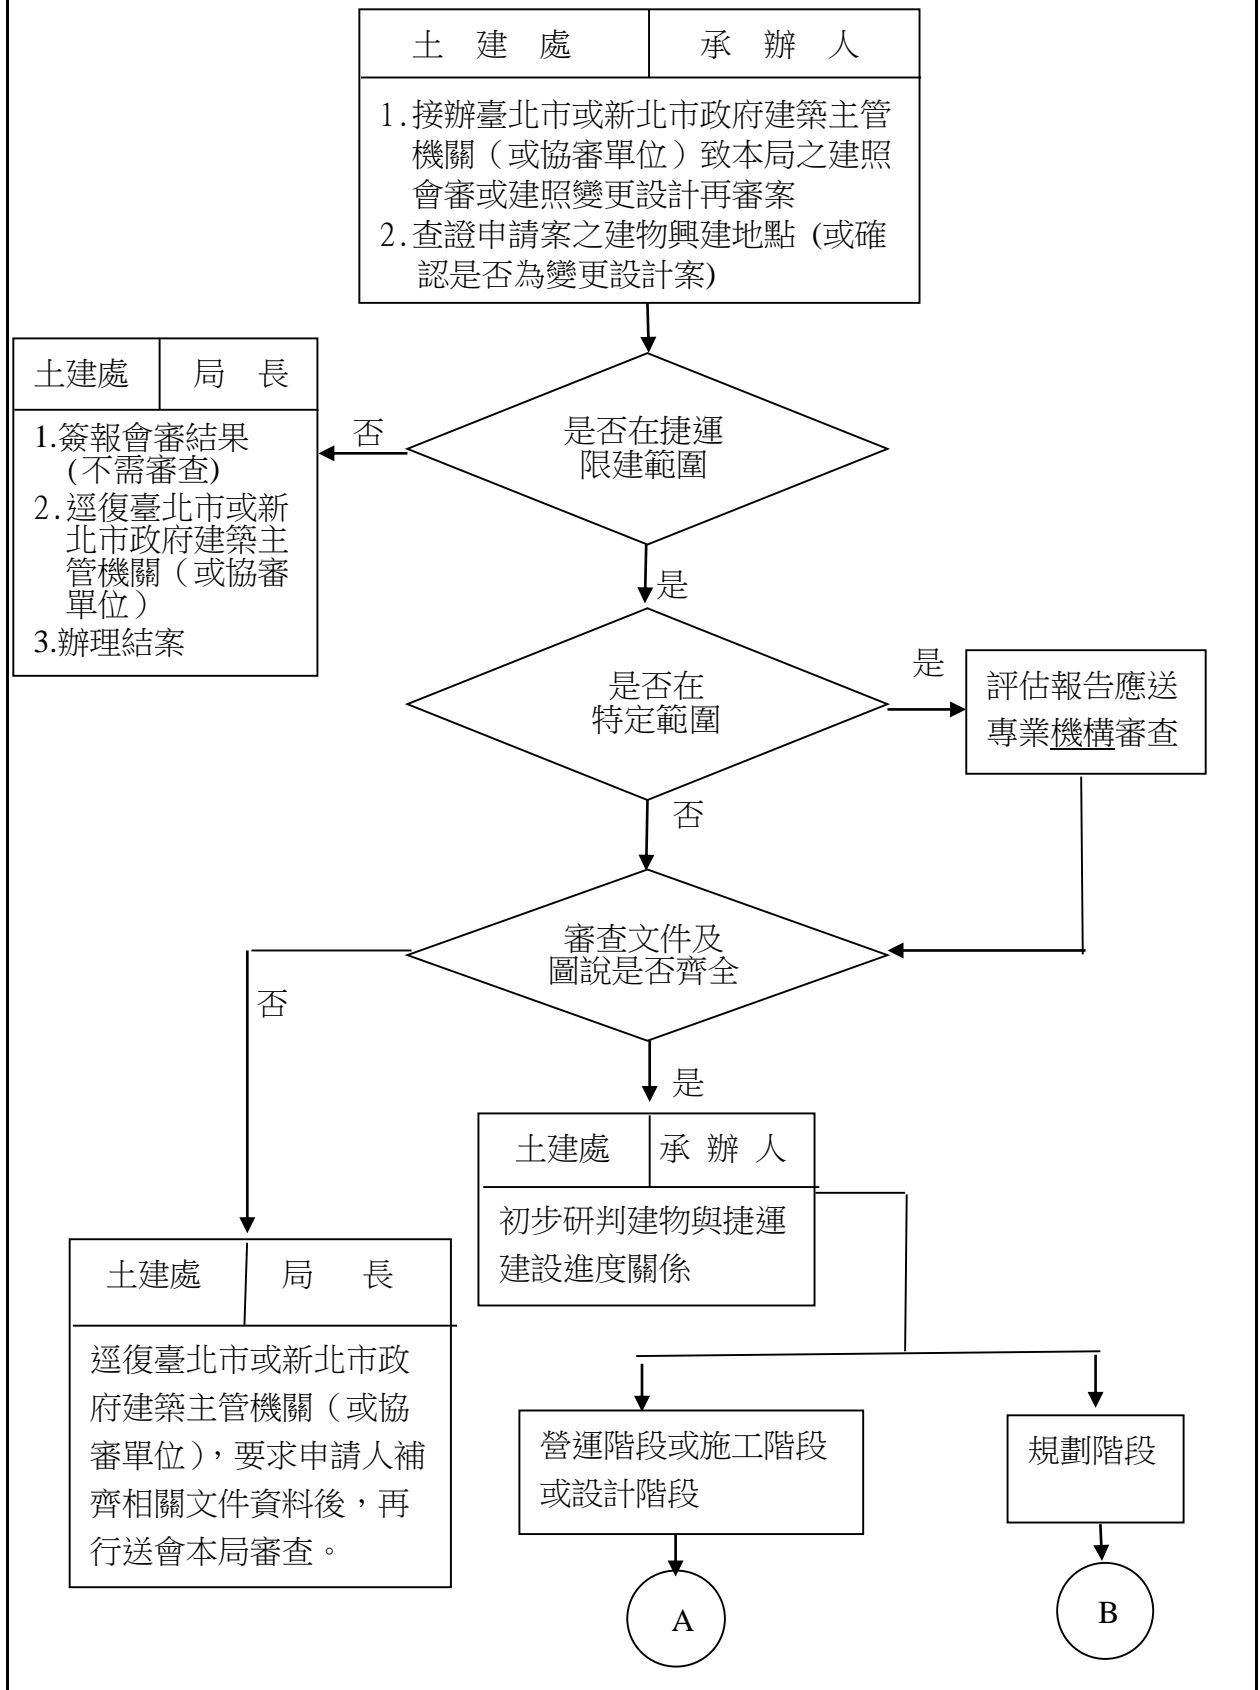 土 建 處 承 辦 人
1.接辦臺北市或新北市政府建築主管
機關（或協審單位）致本局之建照
會審或建照變更設計再審案
2.查證申請案之建物興建地點 (或確
認是否為變更設計案)
土建處 局 長
1.簽報會審結果
(不需審查)
2.逕復臺北市或新
北市政府建築主
管機關（或協審
單位）
3.辦理結案
否
是否在捷運
限建範圍
是
是否在
特定範圍
是
評估報告應送
專業機構審查
否
審查文件及
圖說是否齊全
否
是
土建處 承 辦 人
初步研判建物與捷運
建設進度關係
土建處 局 長
逕復臺北市或新北市政
府建築主管機關（或協
審單位），要求申請人補
齊相關文件資料後，再
行送會本局審查。
營運階段或施工階段
或設計階段
規劃階段
A
B